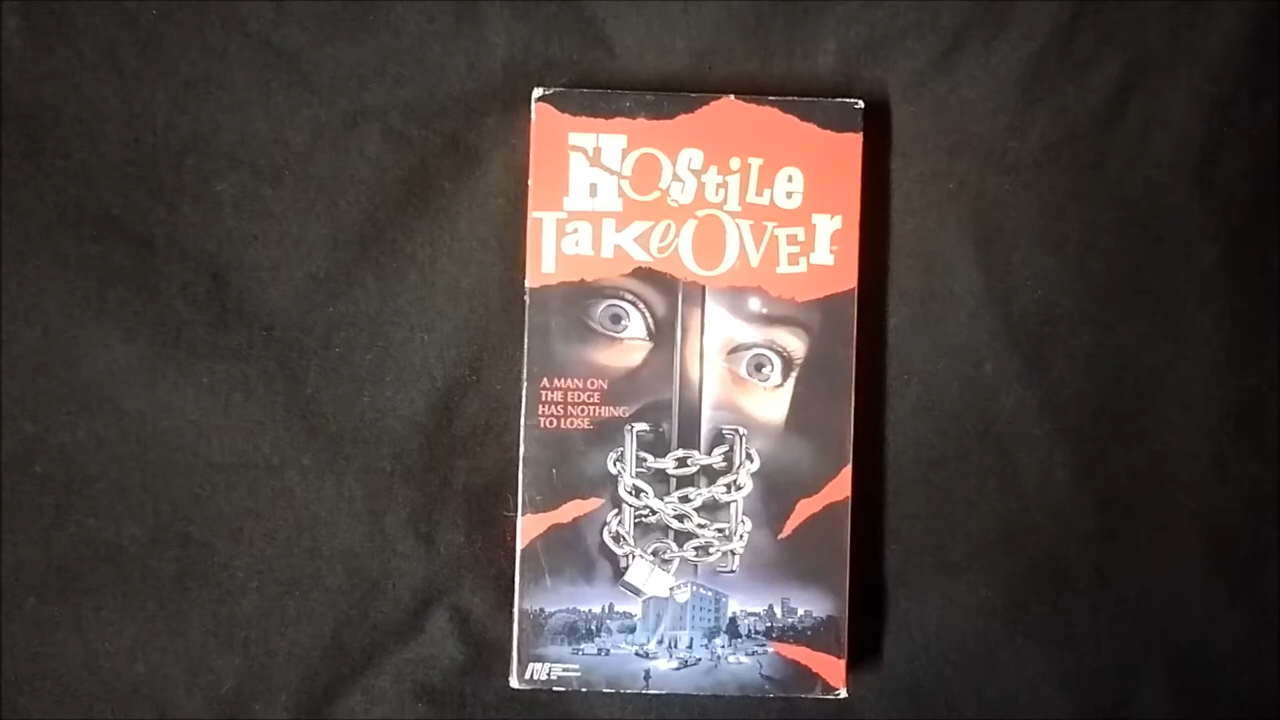 HOStiLe
TaKeOVEr
A MAN ON
THE EDGE
HAS NOTHING
TO LOSE.
IVE